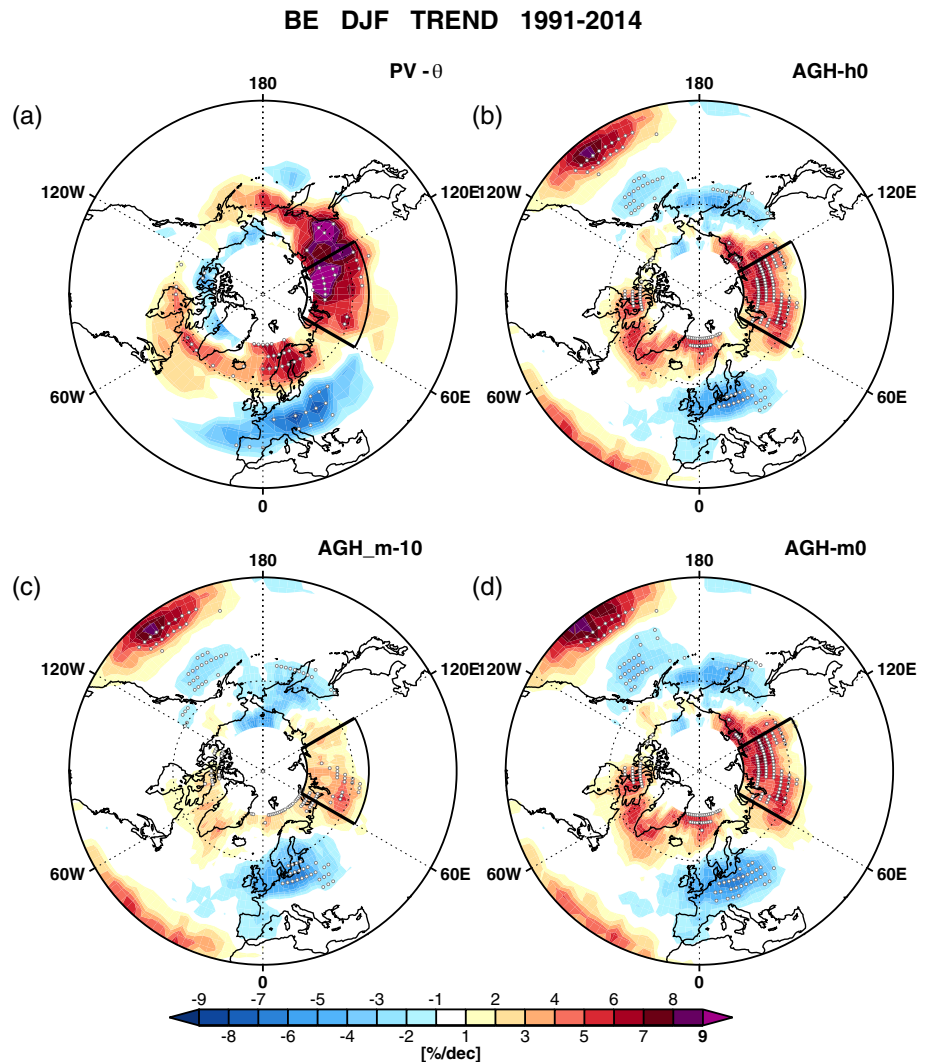 BE DJF TREND 1991-2014
PV - θ
AGH-h0
(a)
180
(b)
180
120W
120E
120W
120E
60W
60E
60W
60E
0
0
AGH_m-10
AGH-m0
(c)
180
(d)
180
120W
120E
120W
120E
60W
60E
60W
60E
0
0
-9 -7 -5 -3 -1 2 4 6 8
-8 -6 -4 -2 1 3 5 7 9
[%/dec]